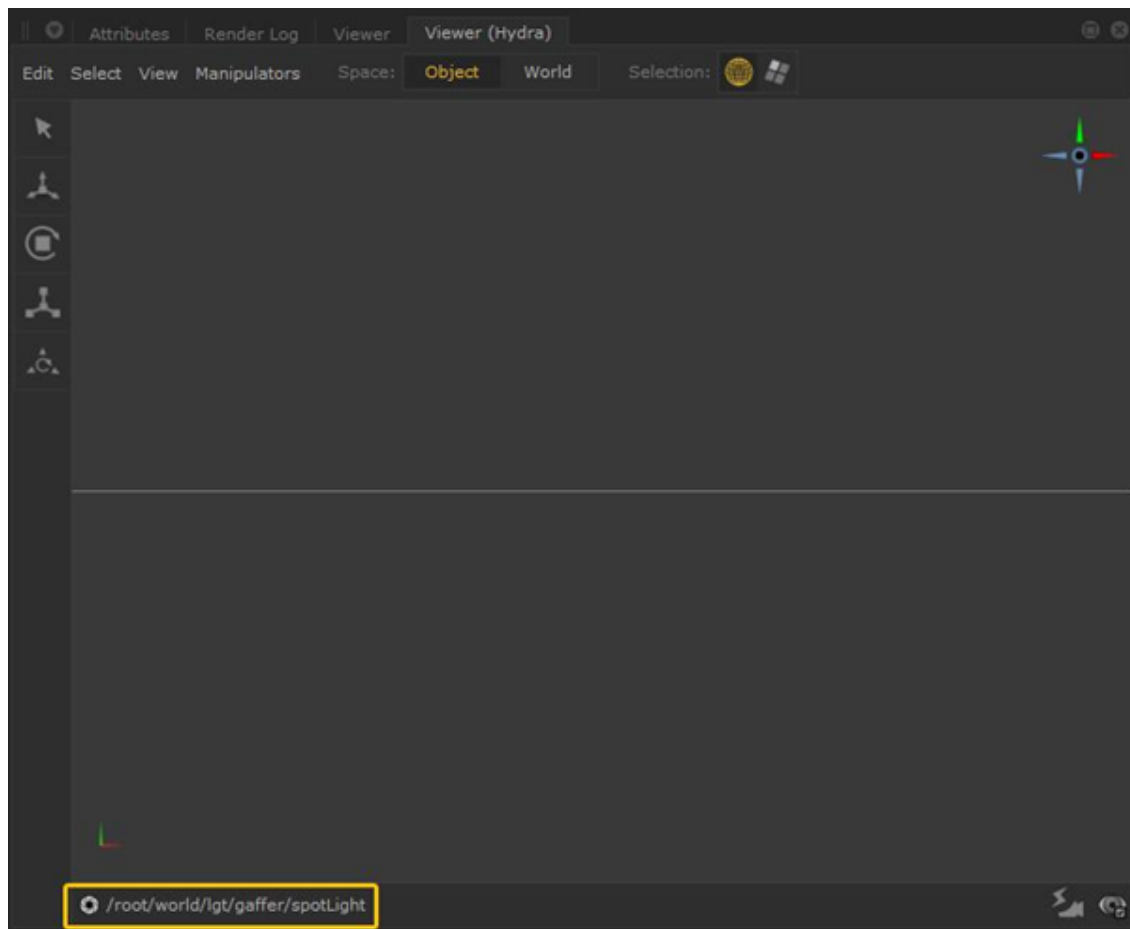 Attributes Render Log Viewer Viewer (Hydra)
Edit Select View Manipulators Space: Object World Selection:
/root/world/lgt/gaffer/spotLight